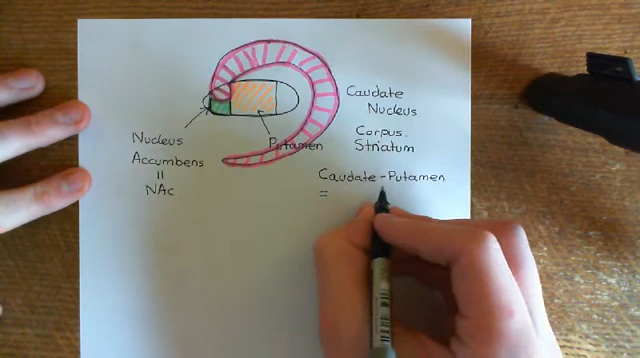 Caudate
Nucleus
Corpus.
Striatum
Nucleus
Accumbens
=
NAc
Putamen
Caudate-Putamen
=